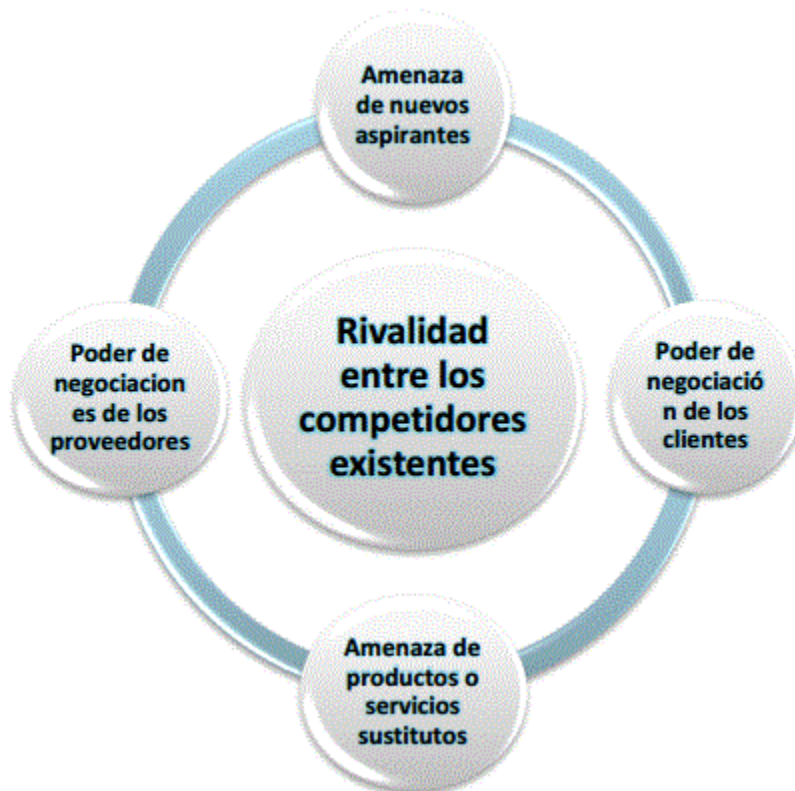 Amenaza
de nuevos
aspirantes
Poder de
negociacion
es de los
proveedores
Rivalidad
entre los
competidores
existentes
Poder de
negociació
n de los
clientes
Amenaza de
productos o
servicios
sustitutos